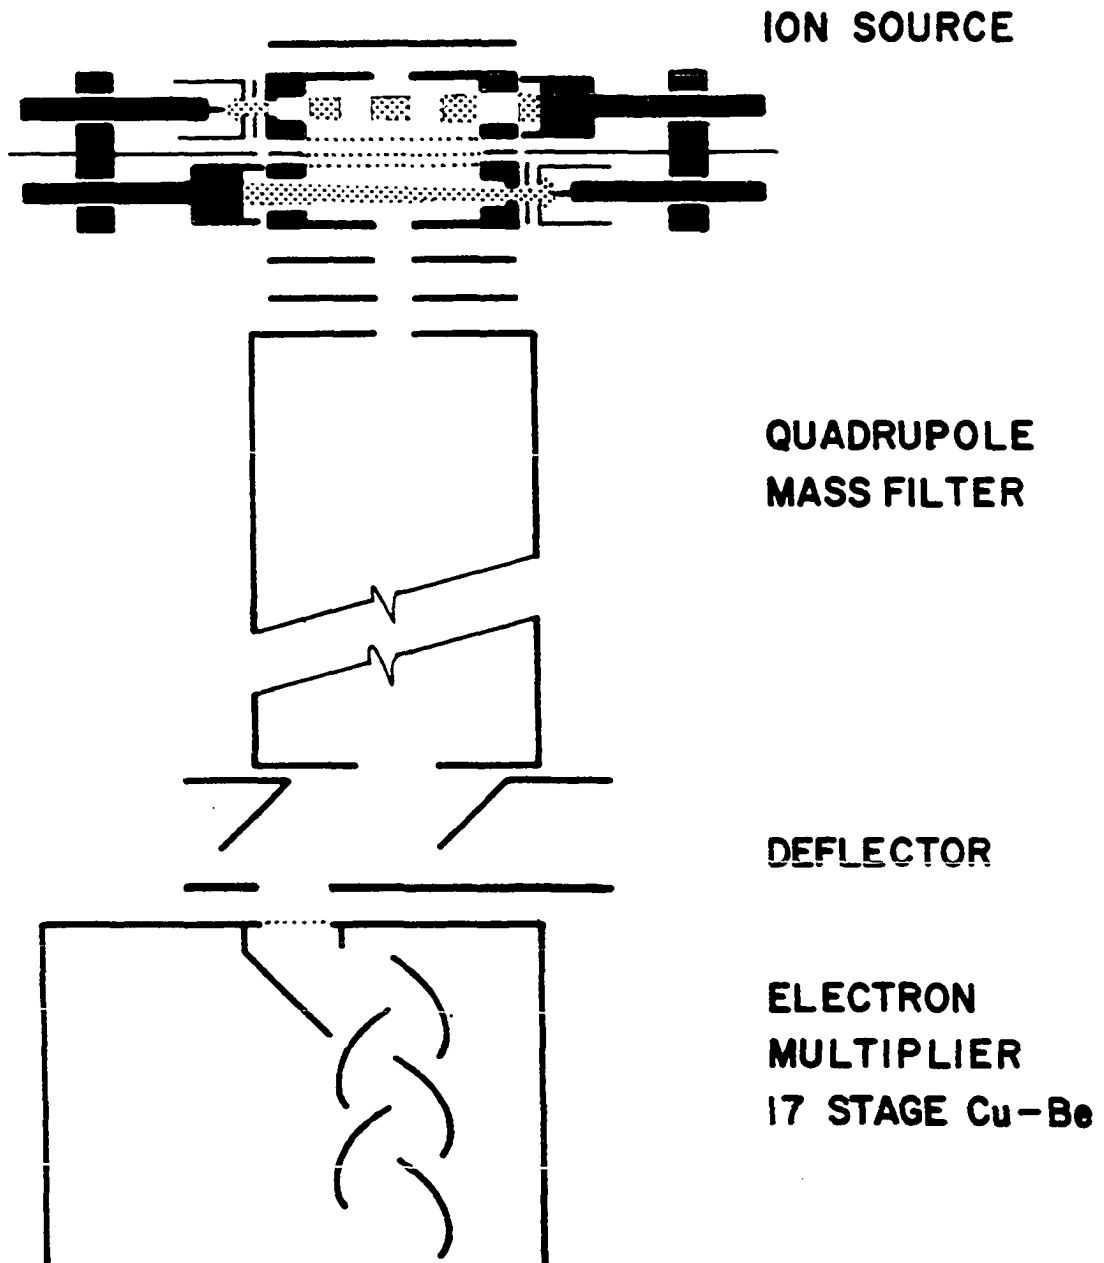 ION SOURCE
QUADRUPOLE
MASS FILTER
DEFLECTOR
ELECTRON
MULTIPLIER
17 STAGE Cu-Be